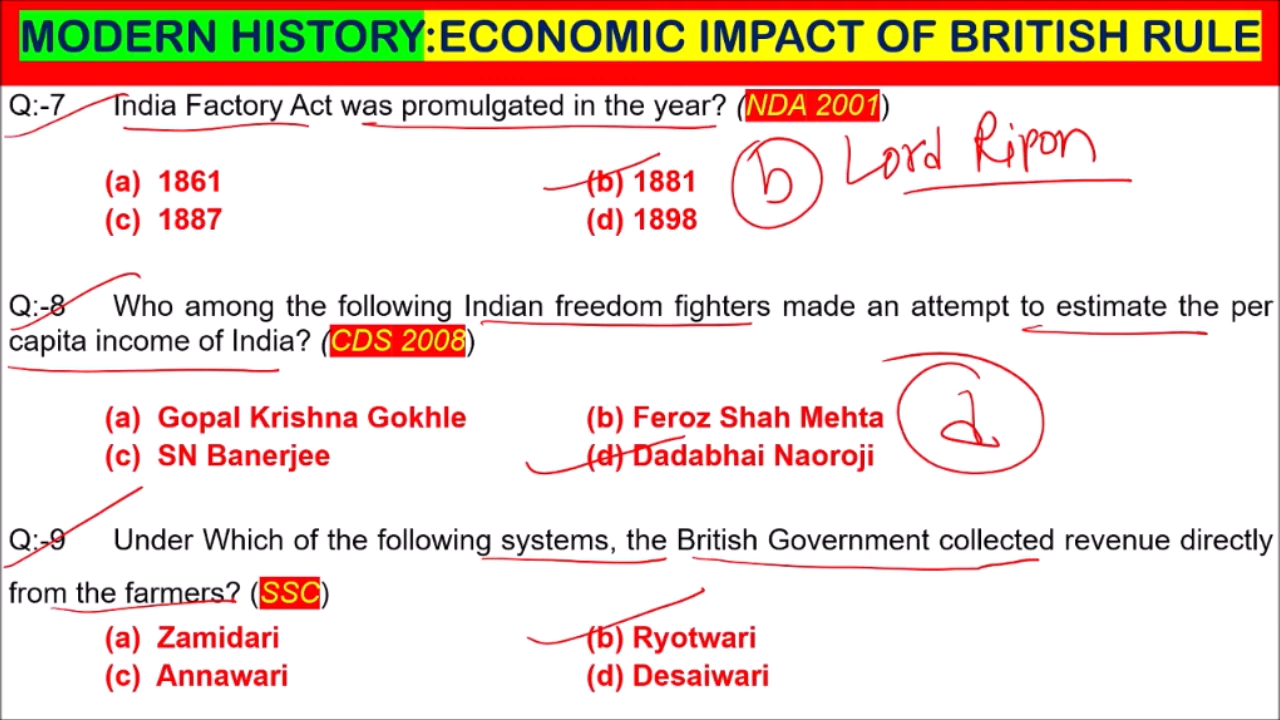 MODERN HISTORY:ECONOMIC IMPACT OF BRITISH RULE
Q:-7 India Factory Act was promulgated in the year? (NDA 2001)
(a) 1861 (b) 1881
(c) 1887 (d) 1898
b Lord Ripon
Q:-8 Who among the following Indian freedom fighters made an attempt to estimate the per
capita income of India? (CDS 2008)
(a) Gopal Krishna Gokhle (b) Feroz Shah Mehta
(c) SN Banerjee (d) Dadabhai Naoroji
d
Q:-9 Under Which of the following systems, the British Government collected revenue directly
from the farmers? (SSC)
(a) Zamidari (b) Ryotwari
(c) Annawari (d) Desaiwari